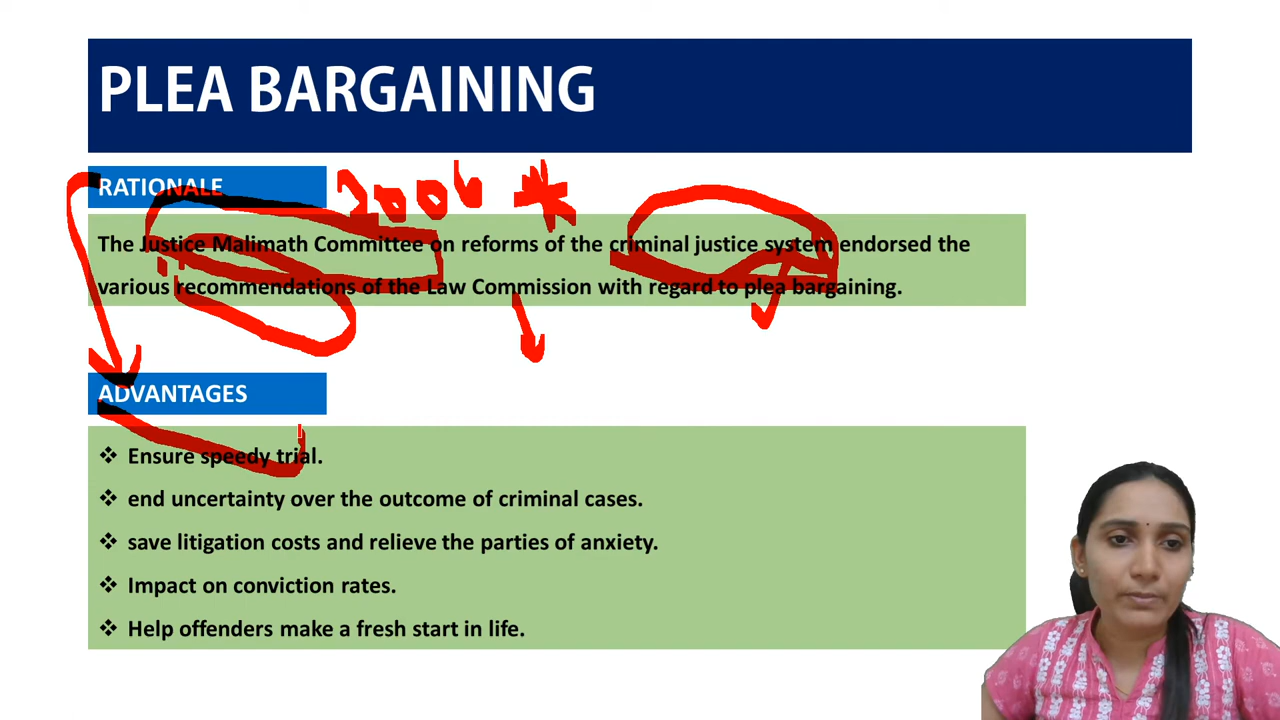 PLEA BARGAINING
RATIONALE
2006 *
The Justice Malimath Committee on reforms of the criminal justice system endorsed the
various recommendations of the Law Commission with regard to plea bargaining.
ADVANTAGES
❖ Ensure speedy trial.
❖ end uncertainty over the outcome of criminal cases.
❖ save litigation costs and relieve the parties of anxiety.
❖ Impact on conviction rates.
❖ Help offenders make a fresh start in life.